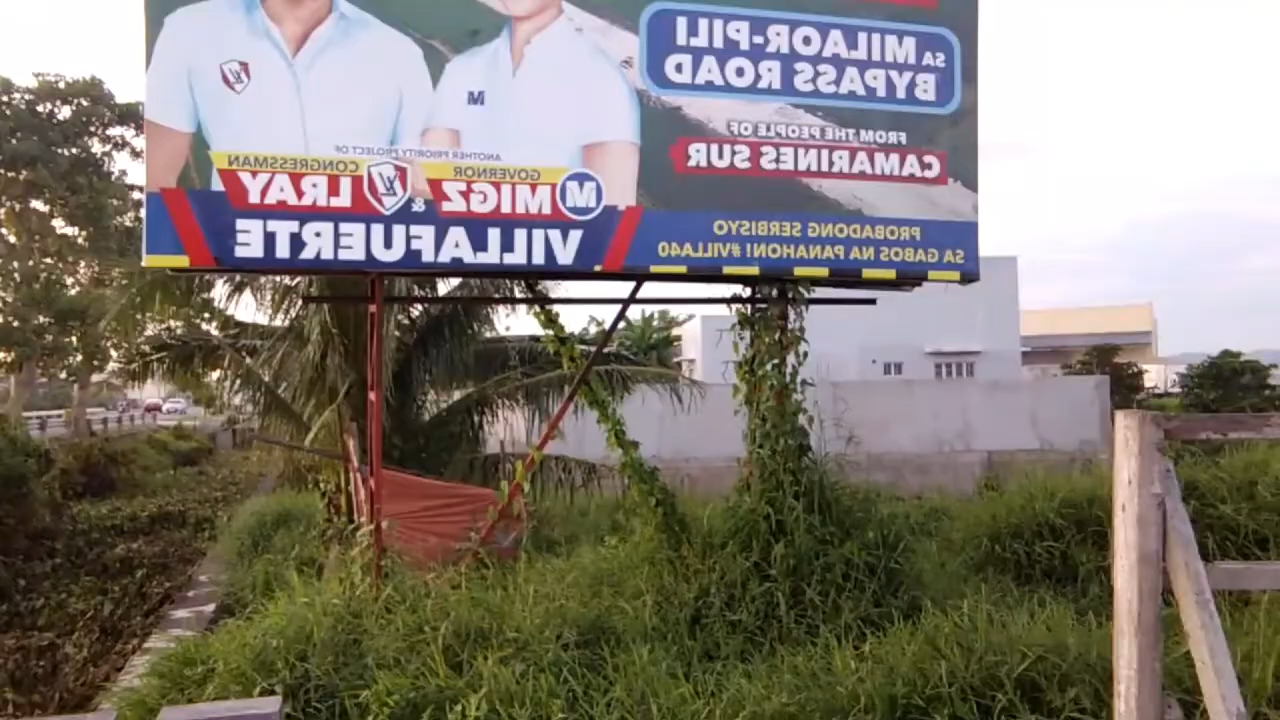 SA MILAOR-PILI
BYPASS ROAD
FROM THE PEOPLE OF
CAMARINES SUR
ANOTHER PRIORITY PROJECT OF
GOVERNOR
M MIGZ
&
CONGRESSMAN
LRAY
VILLAFUERTE
PROBADONG SERBISYO
SA GABOS NA PANAHON! #VILLA40
M